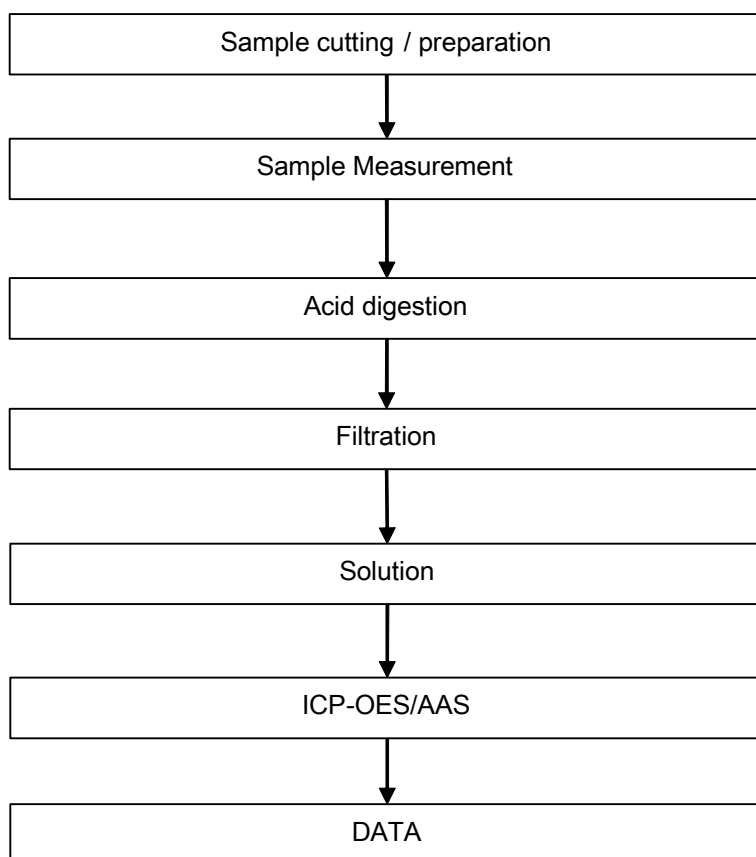 Sample cutting / preparation
Sample Measurement
Acid digestion
Filtration
Solution
ICP-OES/AAS
DATA